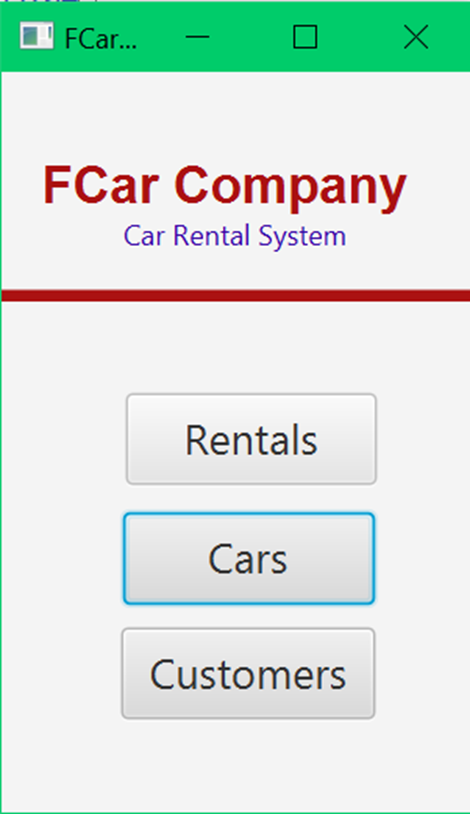 FCar...
FCar Company
Car Rental System
Rentals
Cars
Customers